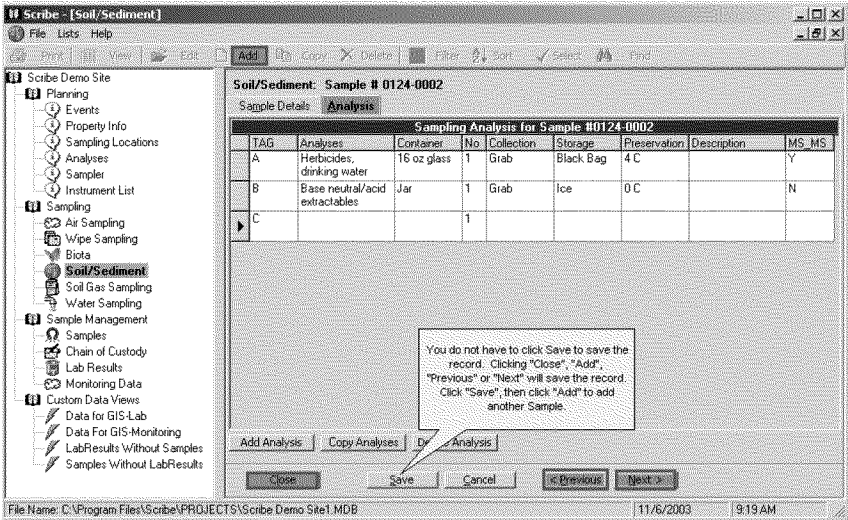 Scribe - [Soil/Sediment]
File Lists Help
Print View Edit Add Copy Delete Filter Sort Select Find
Scribe Demo Site
Planning
Events
Property Info
Sampling Locations
Analyses
Sampler
Instrument List
Sampling
Air Sampling
Wipe Sampling
Biota
Soil/Sediment
Soil Gas Sampling
Water Sampling
Sample Management
Samples
Chain of Custody
Lab Results
Monitoring Data
Custom Data Views
Data for GIS-Lab
Data For GIS-Monitoring
LabResults Without Samples
Samples Without LabResults
Soil/Sediment: Sample # 0124-0002
Sample Details Analysis
Sampling Analysis for Sample #0124-0002
TAG Analyses Container No Collection Storage Preservation Description MS_MS
A Herbicides, drinking water 16 oz glass 1 Grab Black Bag 4 C Y
B Base neutral/acid extractables Jar 1 Grab Ice 0 C N
C 1
You do not have to click Save to save the
record. Clicking "Close", "Add",
"Previous" or "Next" will save the record.
Click "Save", then click "Add" to add
another Sample.
Add Analysis Copy Analyses De Analysis
Close Save Cancel < Previous Next >
File Name: C:\Program Files\Scribe\PROJECTS\Scribe Demo Site1.MDB 11/6/2003 9:19 AM